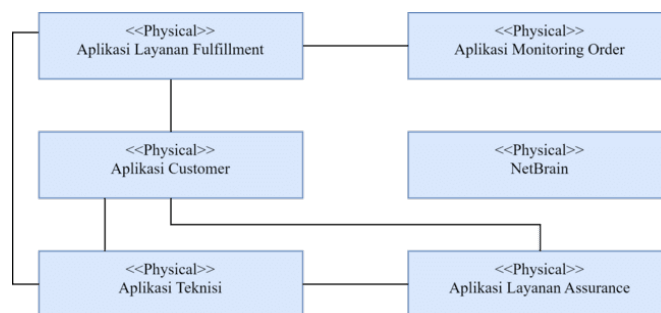 <<Physical>>
Aplikasi Layanan Fulfillment
<<Physical>>
Aplikasi Monitoring Order
<<Physical>>
Aplikasi Customer
<<Physical>>
NetBrain
<<Physical>>
Aplikasi Teknisi
<<Physical>>
Aplikasi Layanan Assurance